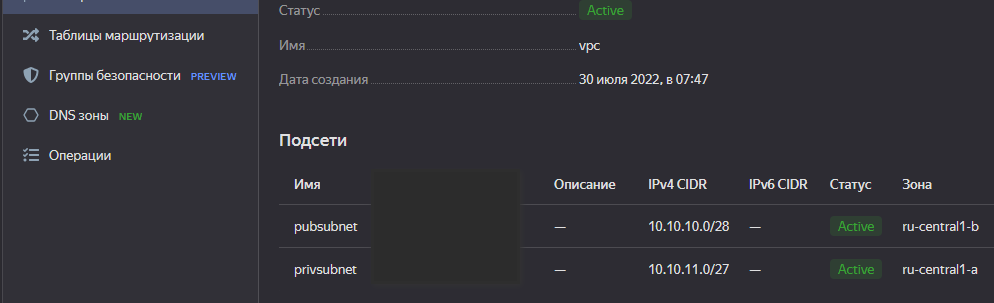 Таблицы маршрутизации
Группы безопасности PREVIEW
DNS зоны NEW
Операции
Статус Active
Имя vpc
Дата создания 30 июля 2022, в 07:47
Подсети
Имя Описание IPv4 CIDR IPv6 CIDR Статус Зона
pubsubnet — 10.10.10.0/28 — Active ru-central1-b
privsubnet — 10.10.11.0/27 — Active ru-central1-a